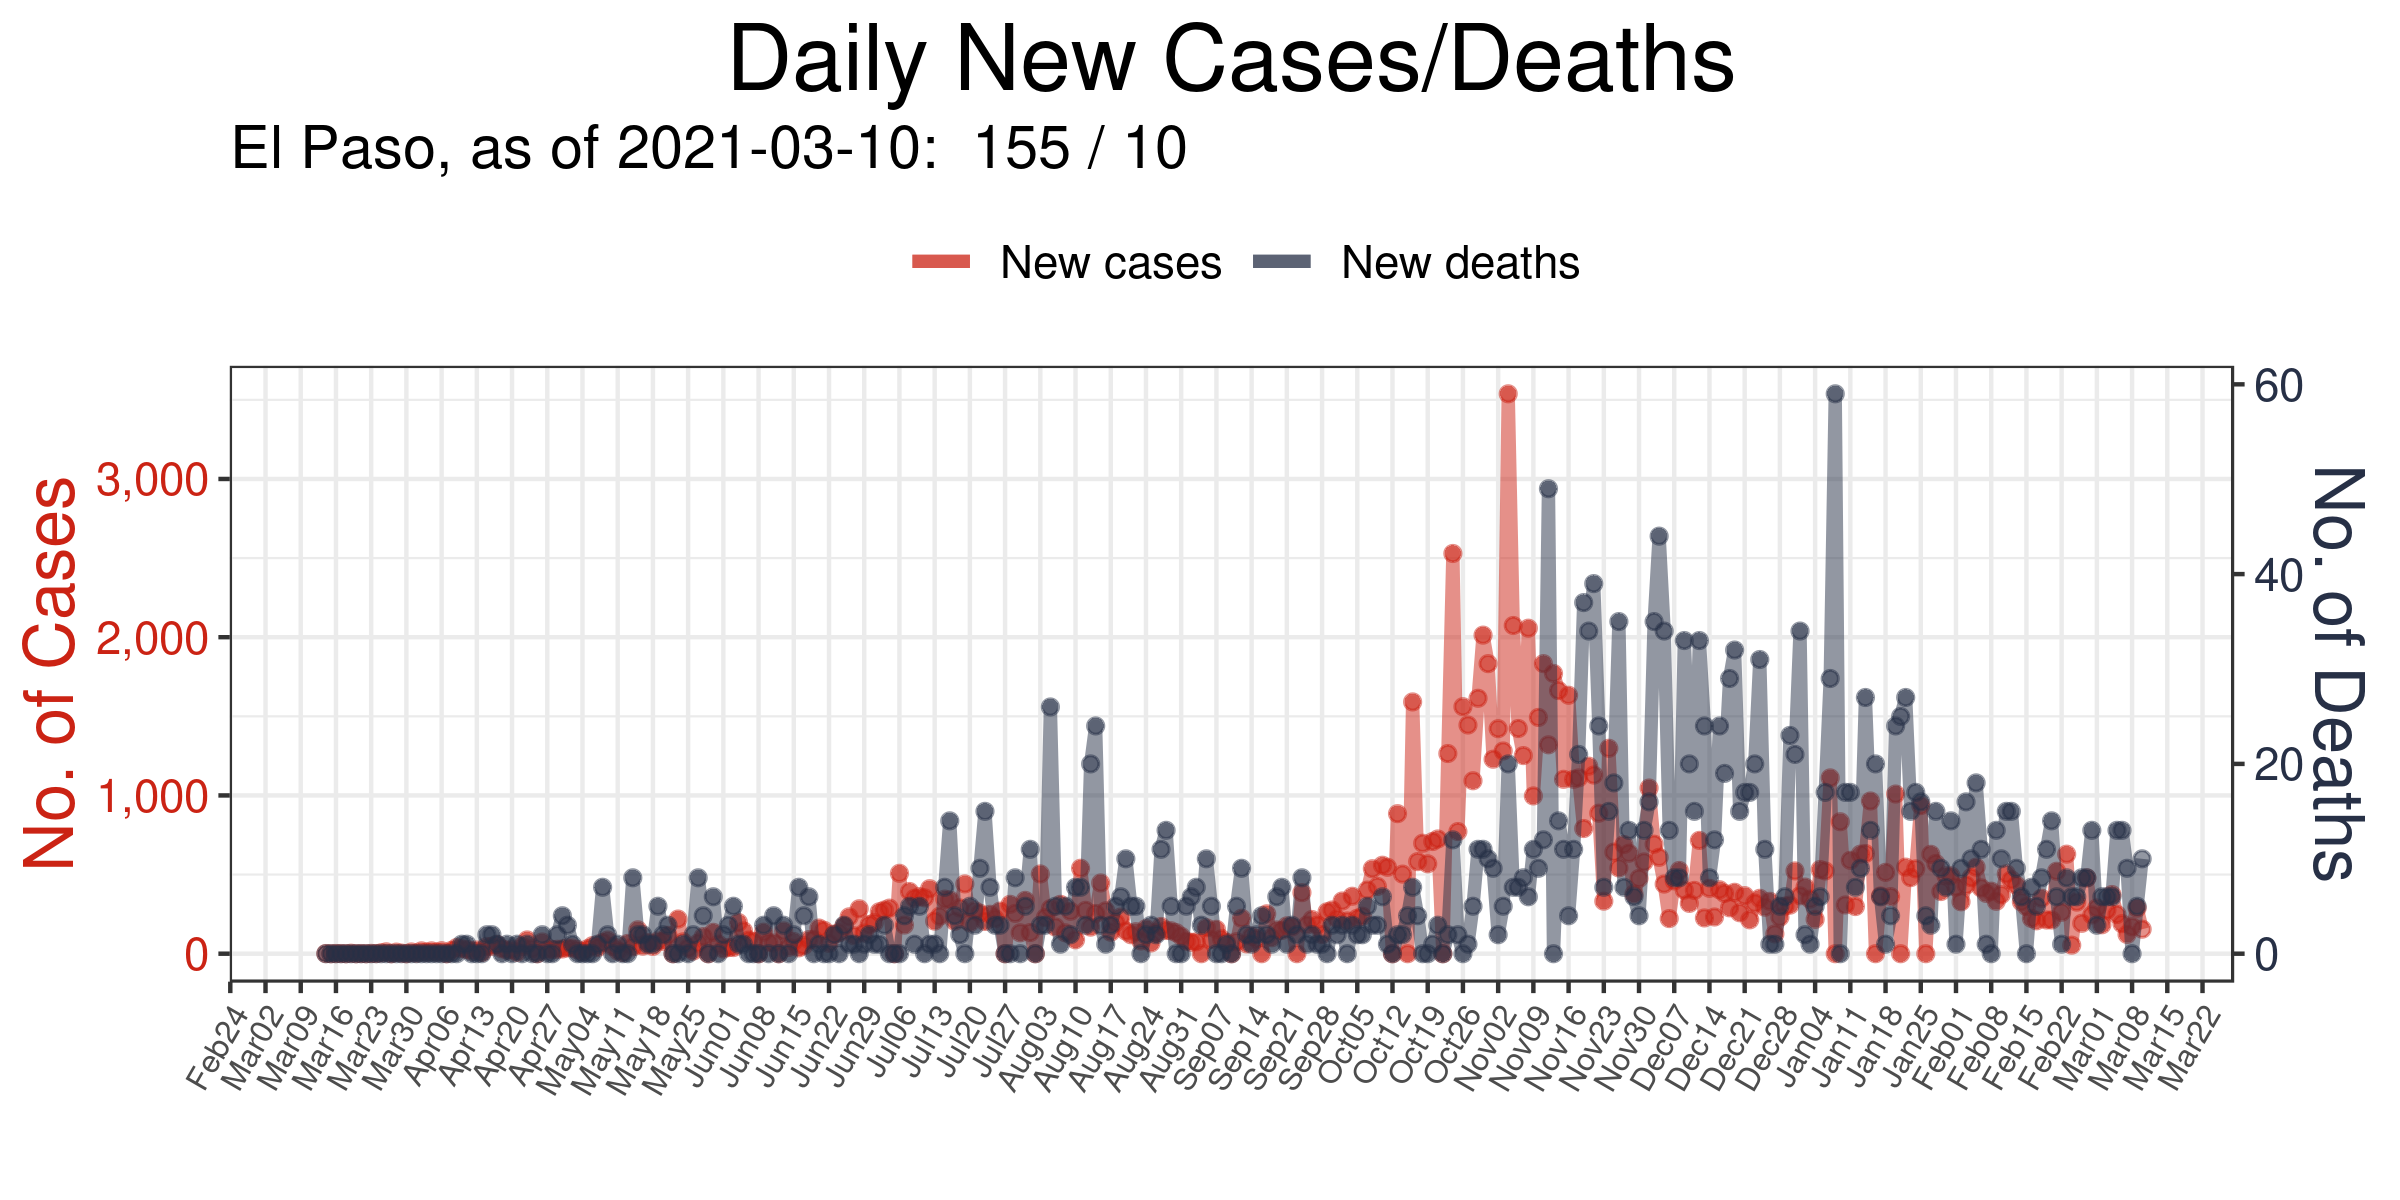 Daily New Cases/Deaths
El Paso, as of 2021-03-10:  155 / 10
New cases
New deaths
No. of Cases
3,000
2,000
1,000
0
60
40
20
0
No. of Deaths
Feb24
Mar02
Mar09
Mar16
Mar23
Mar30
Apr06
Apr13
Apr20
Apr27
May04
May11
May18
May25
Jun01
Jun08
Jun15
Jun22
Jun29
Jul06
Jul13
Jul20
Jul27
Aug03
Aug10
Aug17
Aug24
Aug31
Sep07
Sep14
Sep21
Sep28
Oct05
Oct12
Oct19
Oct26
Nov02
Nov09
Nov16
Nov23
Nov30
Dec07
Dec14
Dec21
Dec28
Jan04
Jan11
Jan18
Jan25
Feb01
Feb08
Feb15
Feb22
Mar01
Mar08
Mar15
Mar22